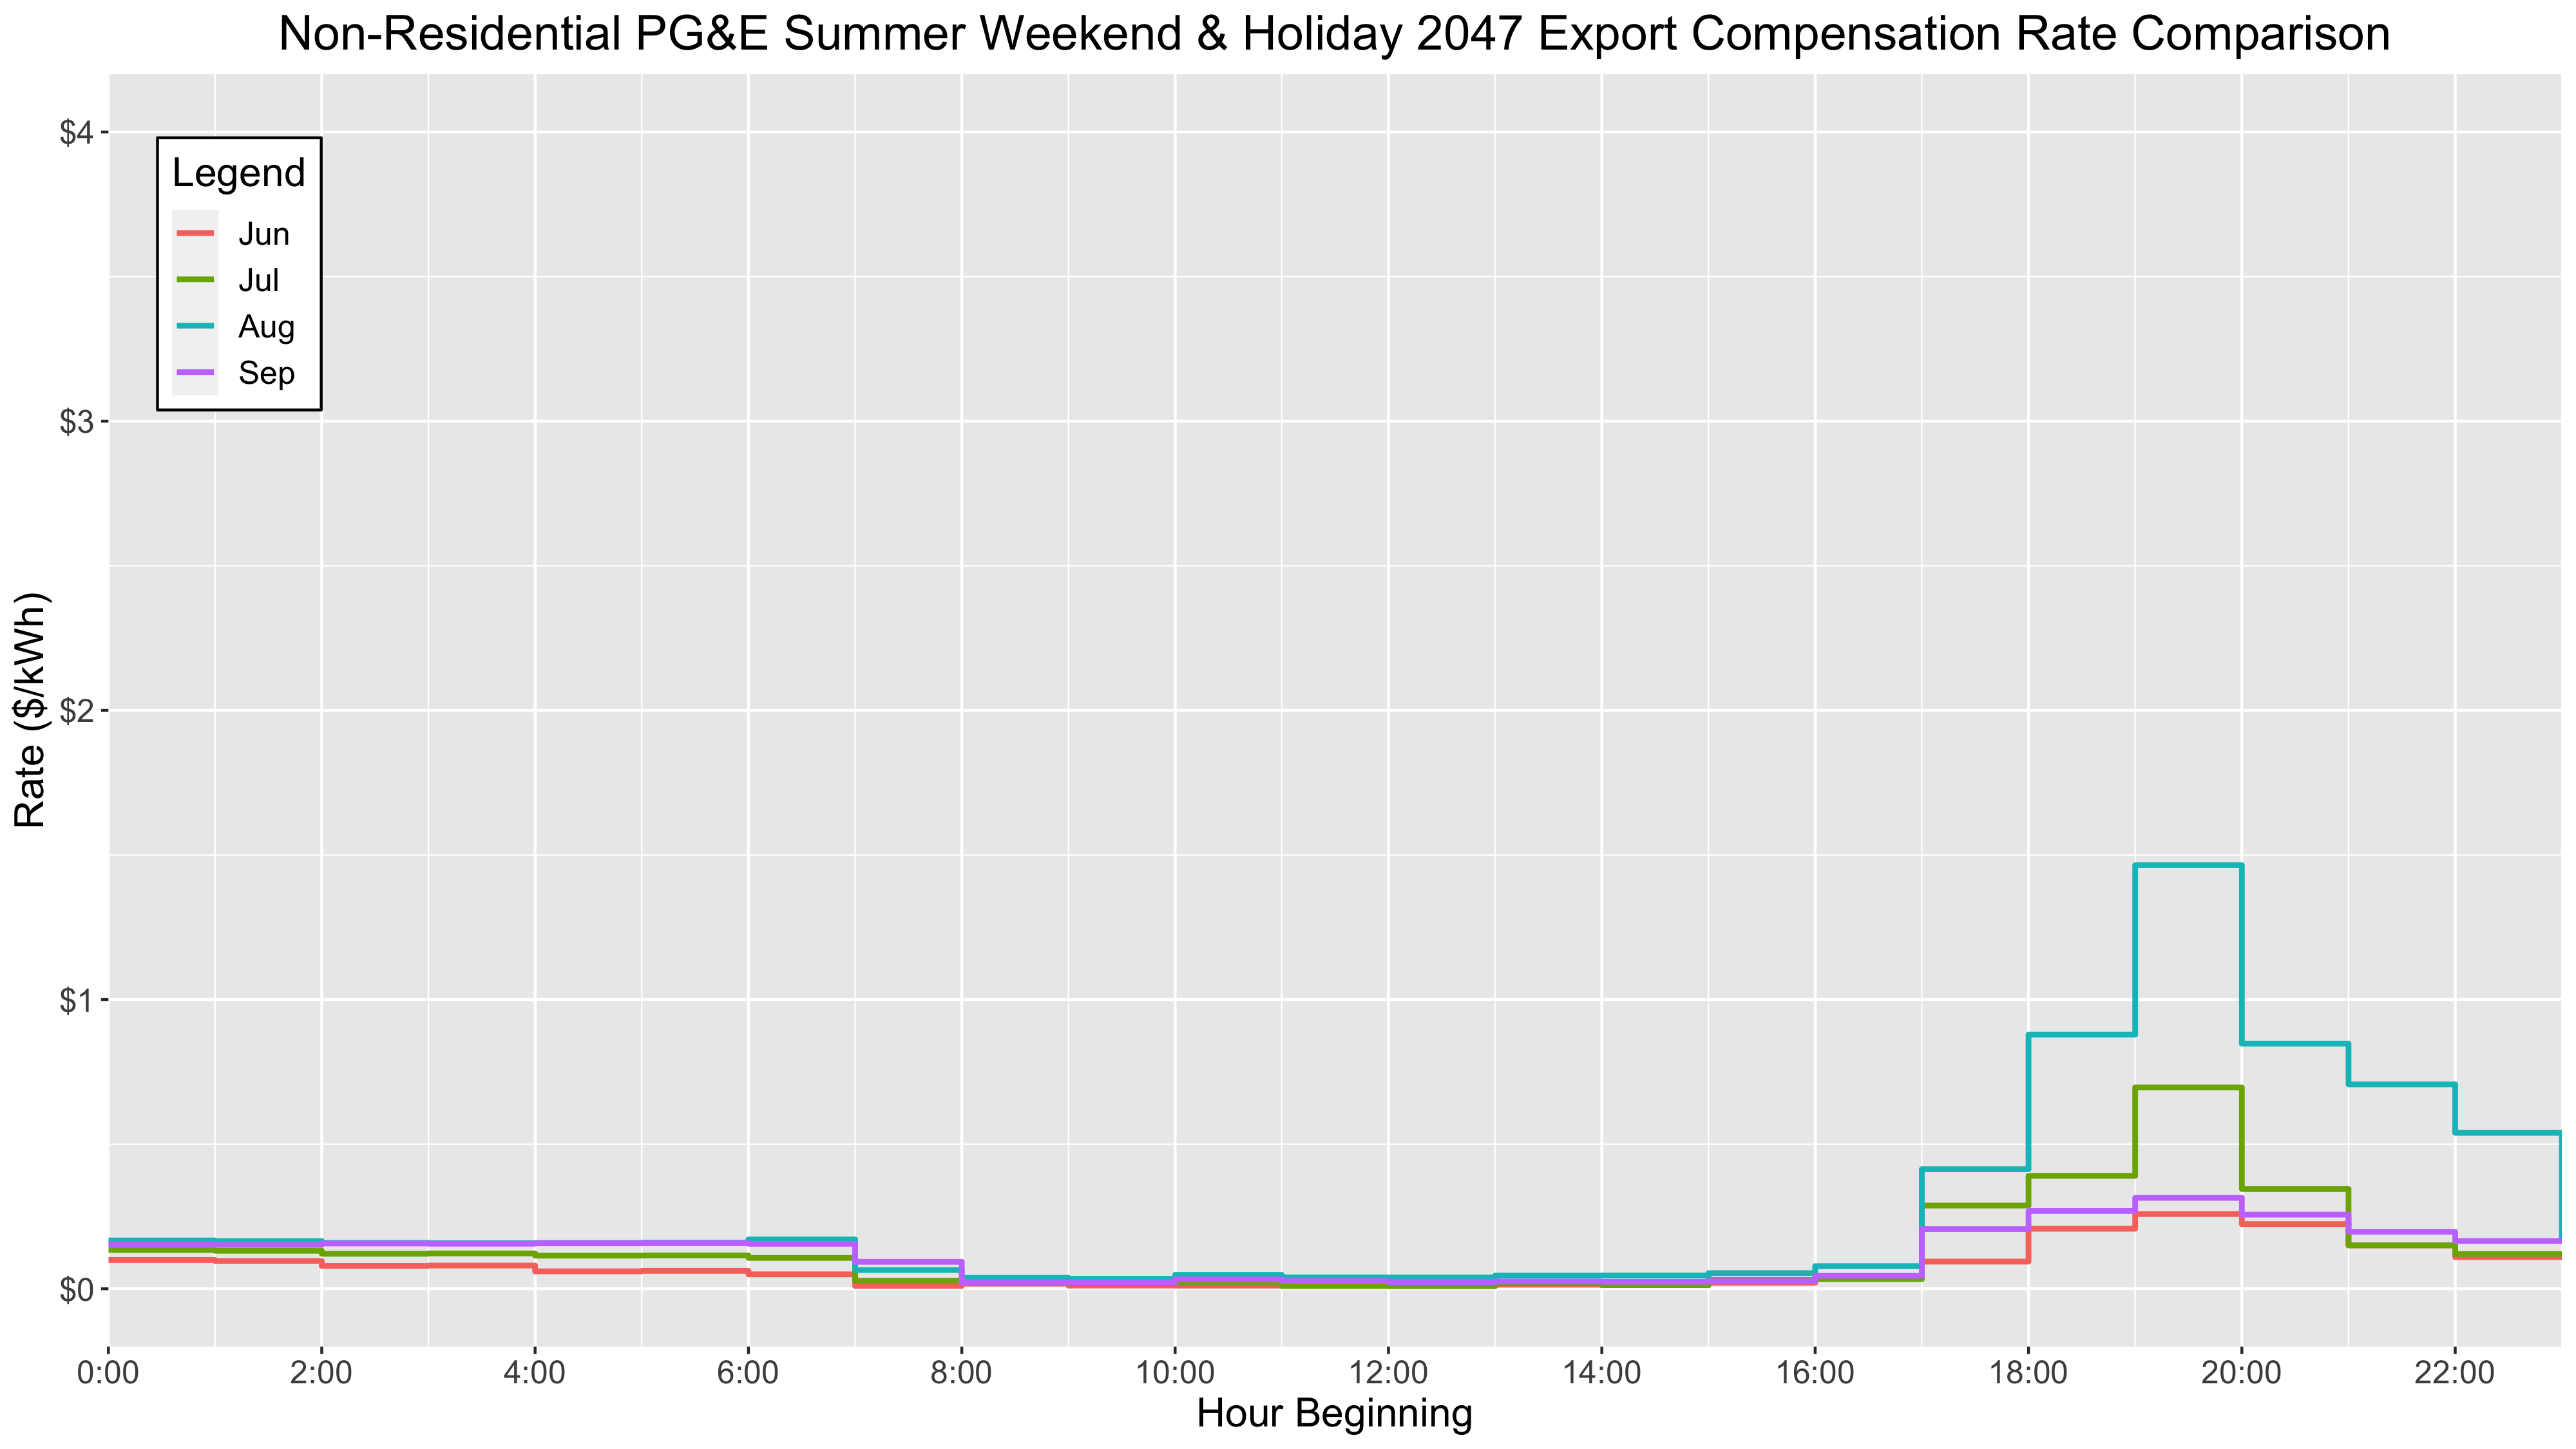 Non-Residential PG&E Summer Weekend & Holiday 2047 Export Compensation Rate Comparison
$4
Legend
Jun
Jul
Aug
Sep
$3
$2
$1
$0
Rate ($/kWh)
0:00 2:00 4:00 6:00 8:00 10:00 12:00 14:00 16:00 18:00 20:00 22:00
Hour Beginning